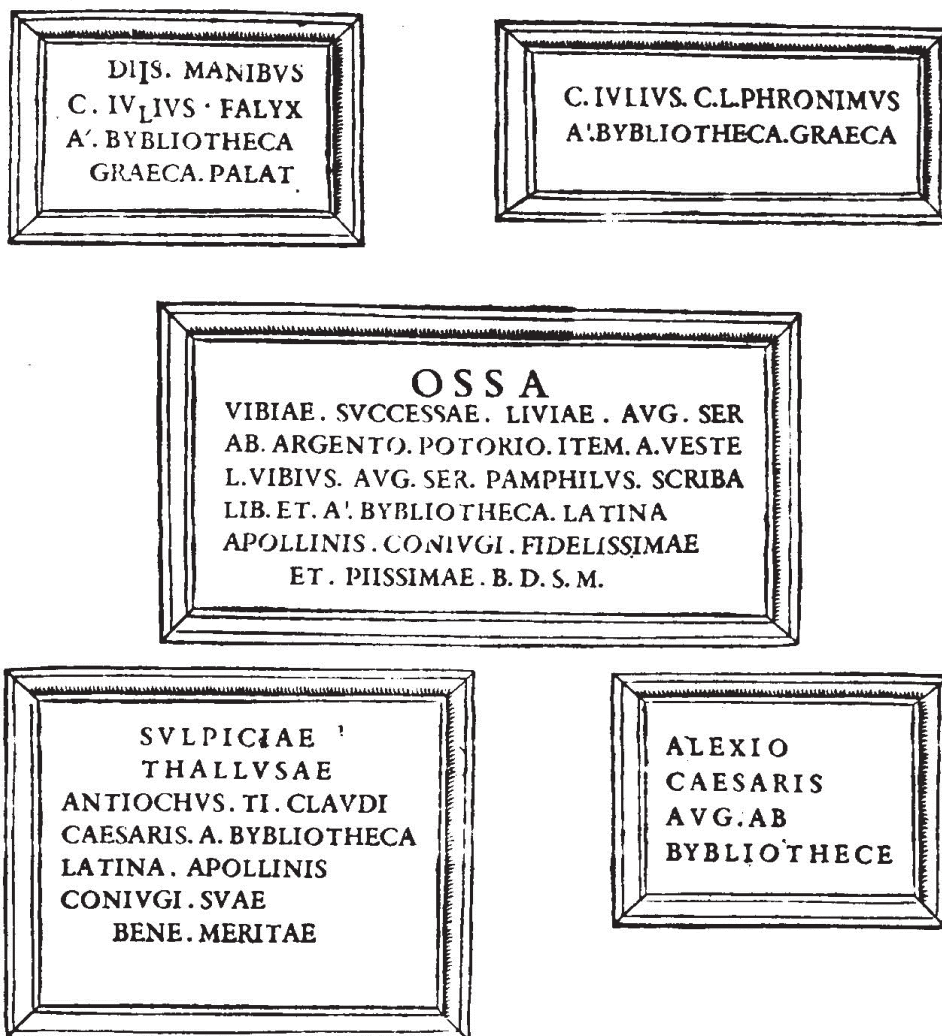 DIIS. MANIBVS
C. IVLIVS · FALYX
A'. BYBLIOTHECA
GRAECA. PALAT.
C. IVLIVS. C.L.PHRONIMVS
A'.BYBLIOTHECA.GRAECA
OSSA
VIBIAE. SVCCESSAE. LIVIAE. AVG. SER
AB. ARGENTO. POTORIO. ITEM. A. VESTE
L. VIBIVS. AVG. SER. PAMPHILVS. SCRIBA
LIB. ET. A'. BYBLIOTHECA. LATINA
APOLLINIS. CONIVGI. FIDELISSIMAE
ET. PIISSIMAE. B. D. S. M.
SVLPICIAE
THALLVSAE
ANTIOCHVS. TI. CLAVDI
CAESARIS. A. BYBLIOTHECA
LATINA. APOLLINIS
CONIVGI. SVAE
BENE. MERITAE
ALEXIO
CAESARIS
AVG. AB
BYBLIOTHECE